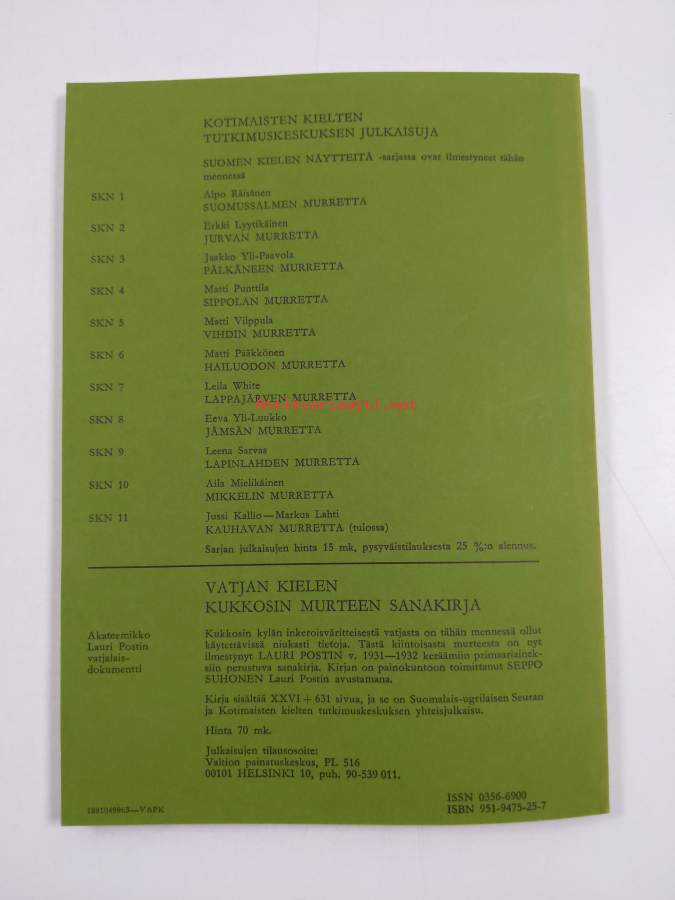 KOTIMAISTEN KIELTEN
TUTKIMUSKESKUKSEN JULKAISUJA
SUOMEN KIELEN NÄYTTEITÄ -sarjassa ovat ilmestyneet tähän
mennessä
SKN 1 Alpo Räisänen
SUOMUSSALMEN MURRETTA
SKN 2 Erkki Lyytikäinen
JURVAN MURRETTA
SKN 3 Jaakko Yli-Paavola
PÄLKÄNEEN MURRETTA
SKN 4 Matti Punttila
SIPPOLAN MURRETTA
SKN 5 Matti Vilppula
VIHDIN MURRETTA
SKN 6 Matti Pääkkönen
HAILUODON MURRETTA
SKN 7 Leila White
LAPPAJÄRVEN MURRETTA
Antikvariaatti.net
SKN 8 Eeva Yli-Luukko
JÄMSÄN MURRETTA
SKN 9 Leena Sarvas
LAPINLAHDEN MURRETTA
SKN 10 Aila Mielikäinen
MIKKELIN MURRETTA
SKN 11 Jussi Kallio—Markus Lahti
KAUHAVAN MURRETTA (tulossa)
Sarjan julkaisujen hinta 15 mk, pysyväistilauksesta 25 %:n alennus.
VATJAN KIELEN
KUKKOSIN MURTEEN SANAKIRJA
Akateemikko
Lauri Postin
vatjalais-
dokumentti
Kukkosin kylän inkeroisväritteisestä vatjasta on tähän mennessä ollut
käytettävissä niukasti tietoja. Tästä kiintoisasta murteesta on nyt
ilmestynyt LAURI POSTIN v. 1931—1932 keräämiin primaariainek-
siin perustuva sanakirja. Kirjan on painokuntoon toimittanut SEPPO
SUHONEN Lauri Postin avustamana.
Kirja sisältää XXVI + 631 sivua, ja se on Suomalais-ugrilaisen Seuran
ja Kotimaisten kielten tutkimuskeskuksen yhteisjulkaisu.
Hinta 70 mk.
Julkaisujen tilausosoite:
Valtion painatuskeskus, PL 516
00101 HELSINKI 10, puh. 90-539 011.
ISSN 0356-6900
ISBN 951-9475-25-7
1881049963—VAPK